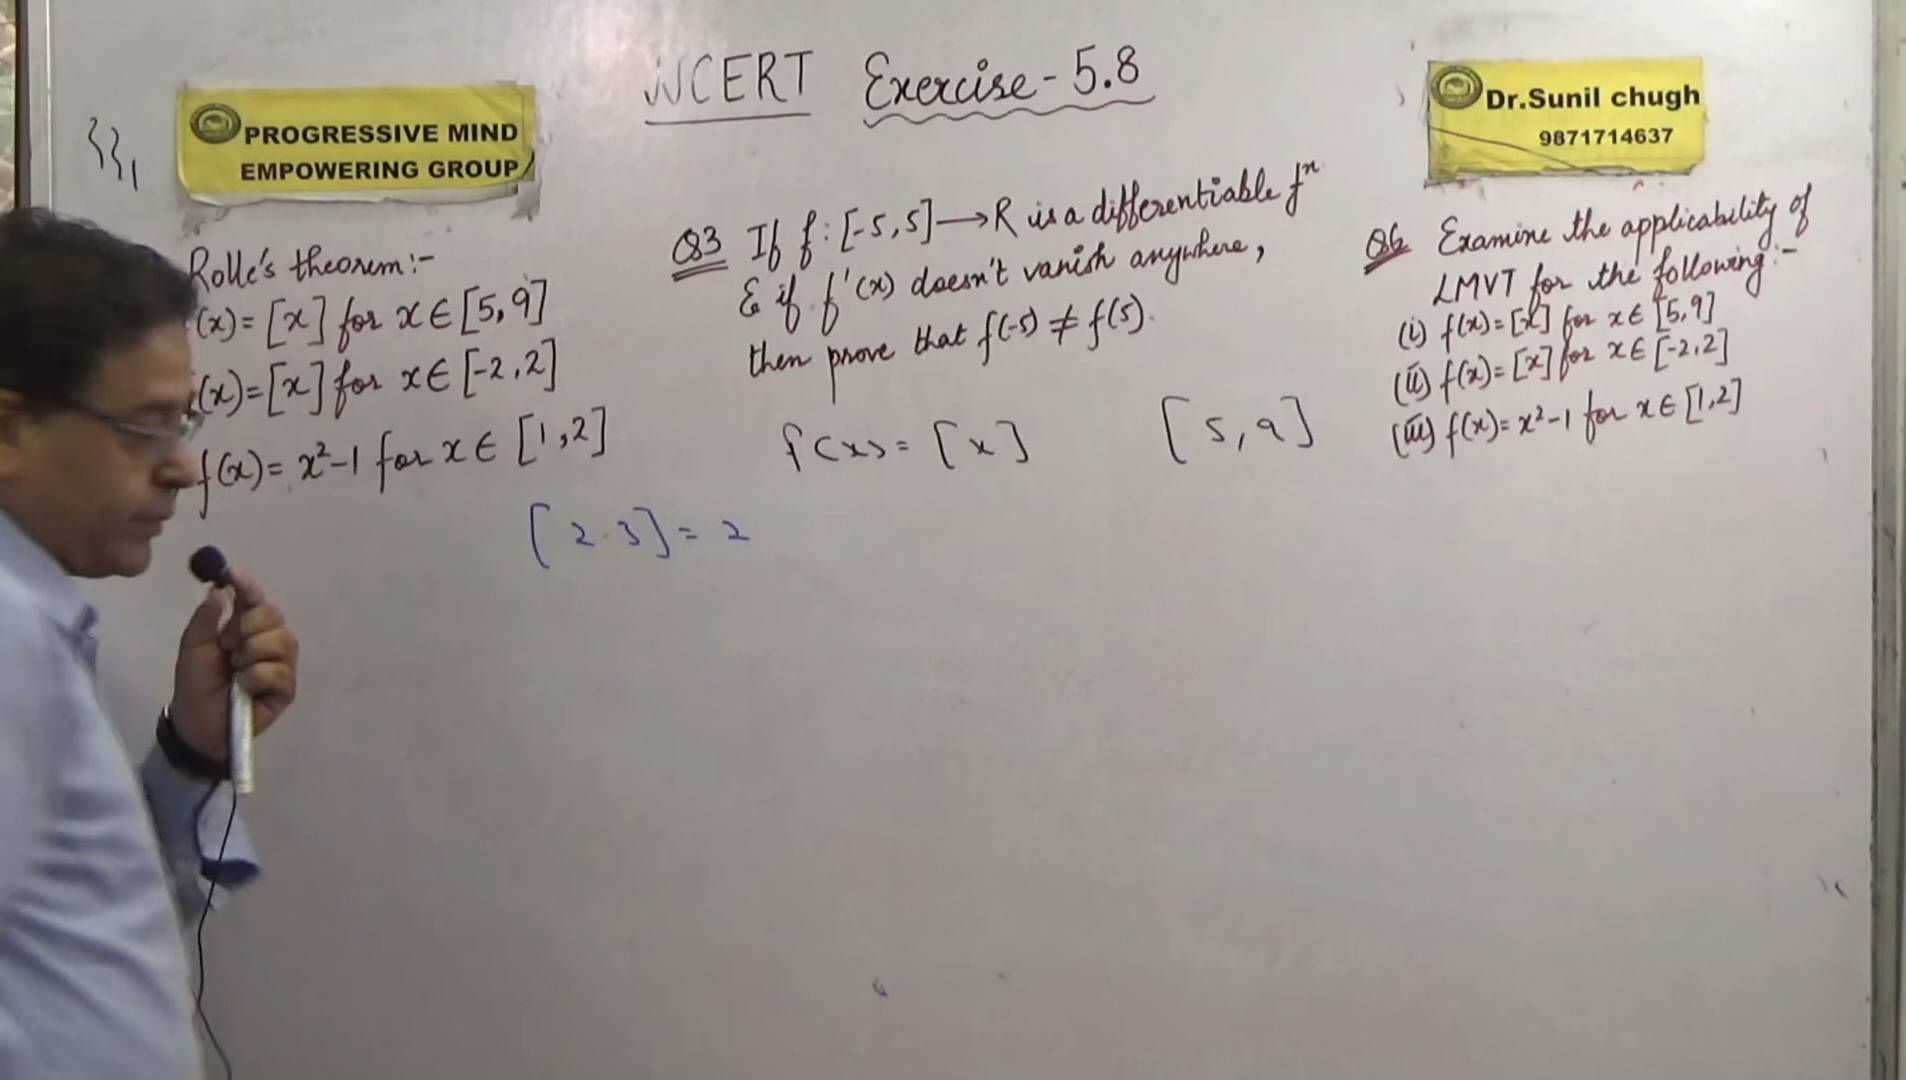 NCERT Exercise-5.8
PROGRESSIVE MIND
EMPOWERING GROUP
Dr.Sunil chugh
9871714637
Rolle's theorem:-
(x)=[x] for x∈[5,9]
(x)=[x] for x∈[-2,2]
f(x)= x²-1 for x∈ [1,2]
Q3 If f:[-5,5]→R is a differentiable fⁿ
& if f'(x) doesn't vanish anywhere,
then prove that f(-5) ≠ f(5).
Q6 Examine the applicability of
LMVT for the following:-
(i) f(x)=[x] for x∈[5,9]
(ii) f(x)=[x] for x∈[-2,2]
(iii) f(x)=x²-1 for x∈[1,2]
f(x)= [x] [5,9]
[2.3]=2